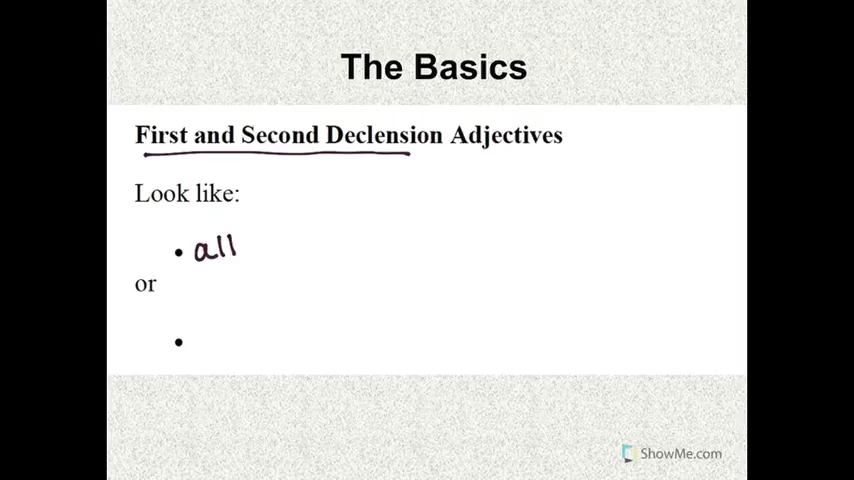 The Basics
First and Second Declension Adjectives
Look like:
• all
or
•
ShowMe.com